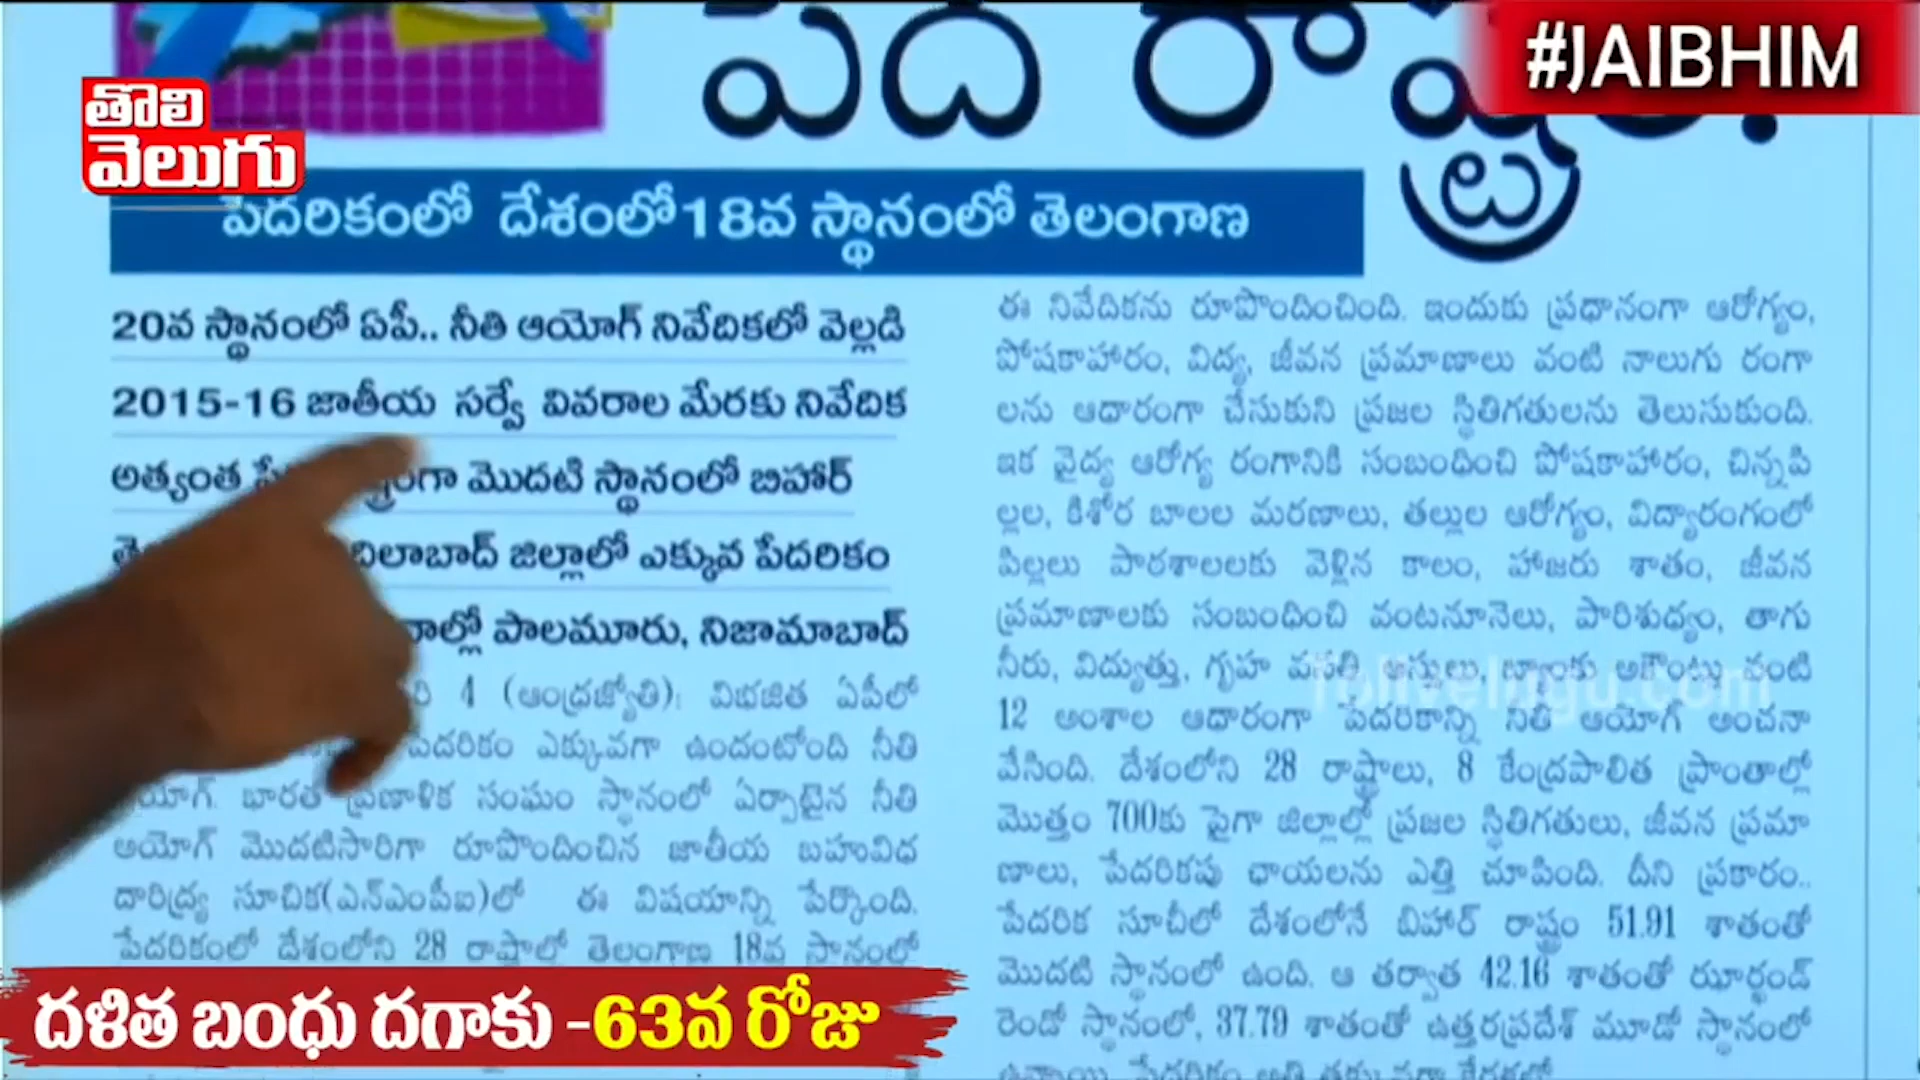 #JAIBHIM
తొలి
వెలుగు
పేద రాష్ట్రం!
పేదరికంలో దేశంలో 18వ స్థానంలో తెలంగాణ
20వ స్థానంలో ఏపీ.. నీతి ఆయోగ్ నివేదికలో వెల్లడి
2015-16 జాతీయ సర్వే వివరాల మేరకు నివేదిక
అత్యంత మొదటి స్థానంలో బిహార్
జిల్లాలో ఎక్కువ పేదరికం
పాలమూరు, నిజామాబాద్
4 (ఆంధ్రజ్యోతి): విభజిత ఏపీలో
పేదరికం ఎక్కువగా ఉందంటోంది నీతి
భారత ప్రణాళిక సంఘం స్థానంలో ఏర్పాటైన నీతి
ఆయోగ్ మొదటిసారిగా రూపొందించిన జాతీయ బహువిధ
దారిద్ర్య సూచిక(ఎన్ఎంపీఐ)లో ఈ విషయాన్ని పేర్కొంది.
పేదరికంలో దేశంలోని 28 రాష్ట్రాల్లో తెలంగాణ 18వ స్థానంలో
ఈ నివేదికను రూపొందించింది. ఇందుకు ప్రధానంగా ఆరోగ్యం,
పోషకాహారం, విద్య, జీవన ప్రమాణాలు వంటి నాలుగు రంగా
లను ఆధారంగా చేసుకుని ప్రజల స్థితిగతులను తెలుసుకుంది.
ఇక వైద్య ఆరోగ్య రంగానికి సంబంధించి పోషకాహారం, చిన్నపి
ల్లల, కిశోర బాలల మరణాలు, తల్లుల ఆరోగ్యం, విద్యారంగంలో
పిల్లలు పాఠశాలలకు వెళ్లిన కాలం, హాజరు శాతం, జీవన
ప్రమాణాలకు సంబంధించి వంటనూనెలు, పారిశుధ్యం, తాగు
నీరు, విద్యుత్తు, గృహ వసతి ఆస్తులు, బ్యాంకు అకౌంట్లు వంటి
12 అంశాల ఆధారంగా పేదరికాన్ని నీతి ఆయోగ్ అంచనా
వేసింది. దేశంలోని 28 రాష్ట్రాలు, 8 కేంద్రపాలిత ప్రాంతాల్లో
మొత్తం 700కు పైగా జిల్లాల్లో ప్రజల స్థితిగతులు, జీవన ప్రమా
ణాలు, పేదరికపు ఛాయలను ఎత్తి చూపింది. దీని ప్రకారం..
పేదరిక సూచీలో దేశంలోనే బిహార్ రాష్ట్రం 51.91 శాతంతో
మొదటి స్థానంలో ఉంది. ఆ తర్వాత 42.16 శాతంతో ఝార్ఖండ్
రెండో స్థానంలో, 37.79 శాతంతో ఉత్తరప్రదేశ్ మూడో స్థానంలో
Tolivelugu.com
దళిత బంధు దగాకు -63వ రోజు